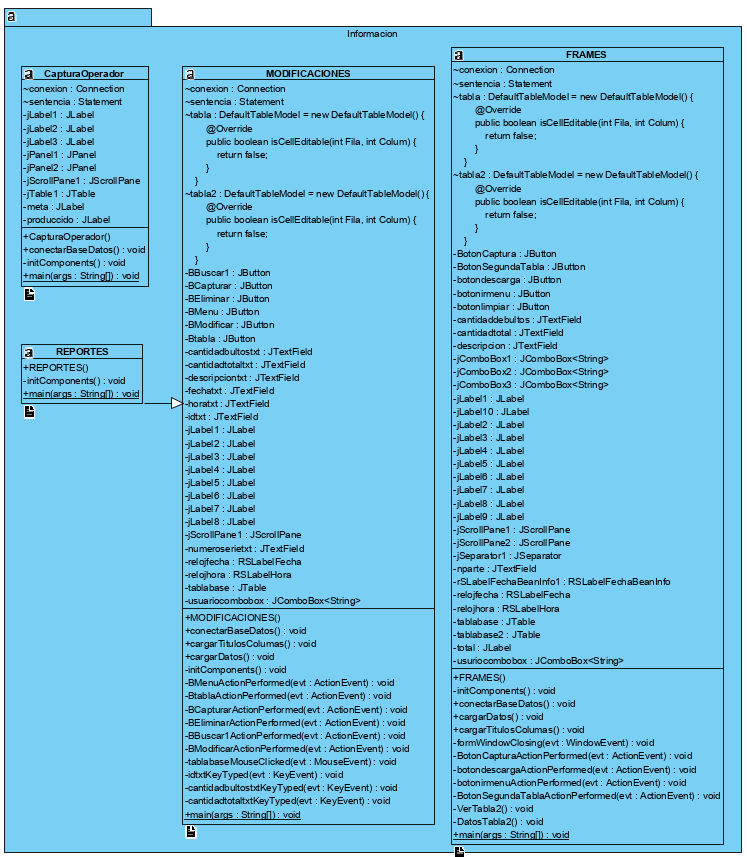 a
Informacion
a
CapturaOperador
~conexion : Connection
~sentencia : Statement
-jLabel1 : JLabel
-jLabel2 : JLabel
-jLabel3 : JLabel
-jPanel1 : JPanel
-jPanel2 : JPanel
-jScrollPane1 : JScrollPane
-jTable1 : JTable
-meta : JLabel
-produccido : JLabel
+CapturaOperador()
+conectarBaseDatos() : void
-initComponents() : void
+main(args : String[]) : void
a
REPORTES
+REPORTES()
-initComponents() : void
+main(args : String[]) : void
a
MODIFICACIONES
~conexion : Connection
~sentencia : Statement
~tabla : DefaultTableModel = new DefaultTableModel() {
@Override
public boolean isCellEditable(int Fila, int Colum) {
return false;
}
}
~tabla2 : DefaultTableModel = new DefaultTableModel() {
@Override
public boolean isCellEditable(int Fila, int Colum) {
return false;
}
}
-BBuscar1 : JButton
-BCapturar : JButton
-BEliminar : JButton
-BMenu : JButton
-BModificar : JButton
-Btabla : JButton
-cantidadbultostxt : JTextField
-cantidadtotaltxt : JTextField
-descripciontxt : JTextField
-fechatxt : JTextField
-horatxt : JTextField
-idtxt : JTextField
-jLabel1 : JLabel
-jLabel2 : JLabel
-jLabel3 : JLabel
-jLabel4 : JLabel
-jLabel5 : JLabel
-jLabel6 : JLabel
-jLabel7 : JLabel
-jLabel8 : JLabel
-jScrollPane1 : JScrollPane
-numeroserietxt : JTextField
-relojfecha : RSLabelFecha
-relojhora : RSLabelHora
-tablabase : JTable
-usuariocombobox : JComboBox<String>
+MODIFICACIONES()
+conectarBaseDatos() : void
+cargarTitulosColumas() : void
+cargarDatos() : void
-initComponents() : void
-BMenuActionPerformed(evt : ActionEvent) : void
-BtablaActionPerformed(evt : ActionEvent) : void
-BCapturarActionPerformed(evt : ActionEvent) : void
-BEliminarActionPerformed(evt : ActionEvent) : void
-BBuscar1ActionPerformed(evt : ActionEvent) : void
-BModificarActionPerformed(evt : ActionEvent) : void
-tablabaseMouseClicked(evt : MouseEvent) : void
-idtxtKeyTyped(evt : KeyEvent) : void
-cantidadbultostxtKeyTyped(evt : KeyEvent) : void
-cantidadtotaltxtKeyTyped(evt : KeyEvent) : void
+main(args : String[]) : void
a
FRAMES
~conexion : Connection
~sentencia : Statement
~tabla : DefaultTableModel = new DefaultTableModel() {
@Override
public boolean isCellEditable(int Fila, int Colum) {
return false;
}
}
~tabla2 : DefaultTableModel = new DefaultTableModel() {
@Override
public boolean isCellEditable(int Fila, int Colum) {
return false;
}
}
-BotonCaptura : JButton
-BotonSegundaTabla : JButton
-botondescarga : JButton
-botonirmenu : JButton
-botonlimpiar : JButton
-cantidaddebultos : JTextField
-cantidadtotal : JTextField
-descripcion : JTextField
-jComboBox1 : JComboBox<String>
-jComboBox2 : JComboBox<String>
-jComboBox3 : JComboBox<String>
-jLabel1 : JLabel
-jLabel10 : JLabel
-jLabel2 : JLabel
-jLabel3 : JLabel
-jLabel4 : JLabel
-jLabel5 : JLabel
-jLabel6 : JLabel
-jLabel7 : JLabel
-jLabel8 : JLabel
-jLabel9 : JLabel
-jScrollPane1 : JScrollPane
-jScrollPane2 : JScrollPane
-jSeparator1 : JSeparator
-nparte : JTextField
-rSLabelFechaBeanInfo1 : RSLabelFechaBeanInfo
-relojfecha : RSLabelFecha
-relojhora : RSLabelHora
-tablabase : JTable
-tablabase2 : JTable
-total : JLabel
-usuriocombobox : JComboBox<String>
+FRAMES()
-initComponents() : void
+conectarBaseDatos() : void
+cargarDatos() : void
+cargarTitulosColumas() : void
-formWindowClosing(evt : WindowEvent) : void
-BotonCapturaActionPerformed(evt : ActionEvent) : void
-botondescargaActionPerformed(evt : ActionEvent) : void
-botonirmenuActionPerformed(evt : ActionEvent) : void
-BotonSegundaTablaActionPerformed(evt : ActionEvent) : void
-VerTabla2() : void
-DatosTabla2() : void
+main(args : String[]) : void